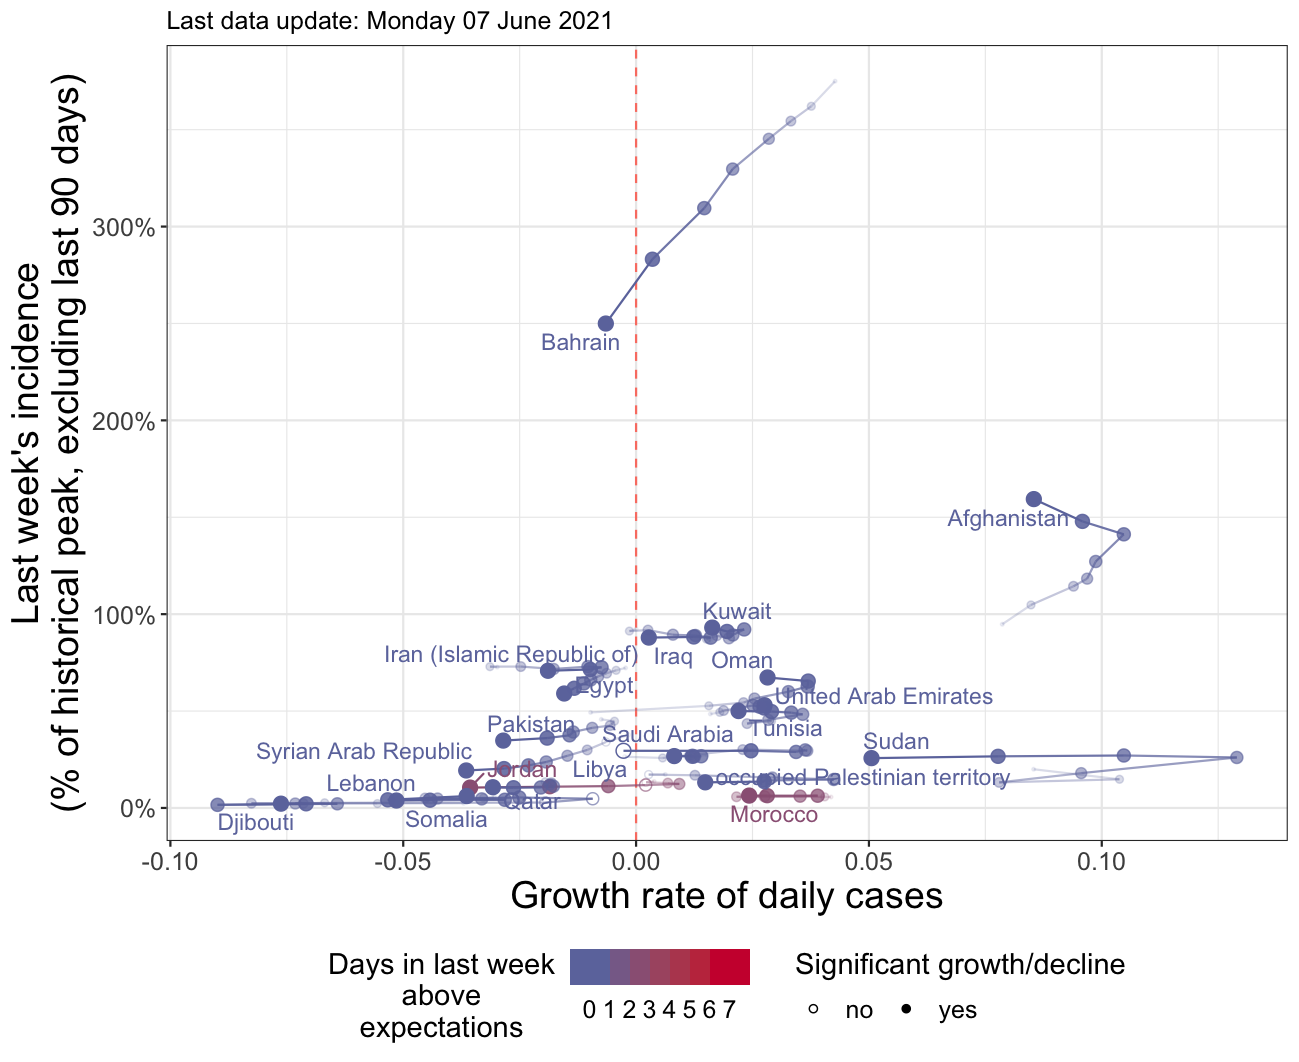 Last data update: Monday 07 June 2021
Last week's incidence
(% of historical peak, excluding last 90 days)
300%
200%
100%
0%
Bahrain
Afghanistan
Kuwait
Iran (Islamic Republic of)
Iraq
Oman
Egypt
United Arab Emirates
Pakistan
Tunisia
Saudi Arabia
Sudan
Syrian Arab Republic
Jordan
Libya
Lebanon
occupied Palestinian territory
Qatar
Djibouti
Somalia
Morocco
-0.10
-0.05
0.00
0.05
0.10
Growth rate of daily cases
Days in last week
above
expectations
0 1 2 3 4 5 6 7
Significant growth/decline
no
yes